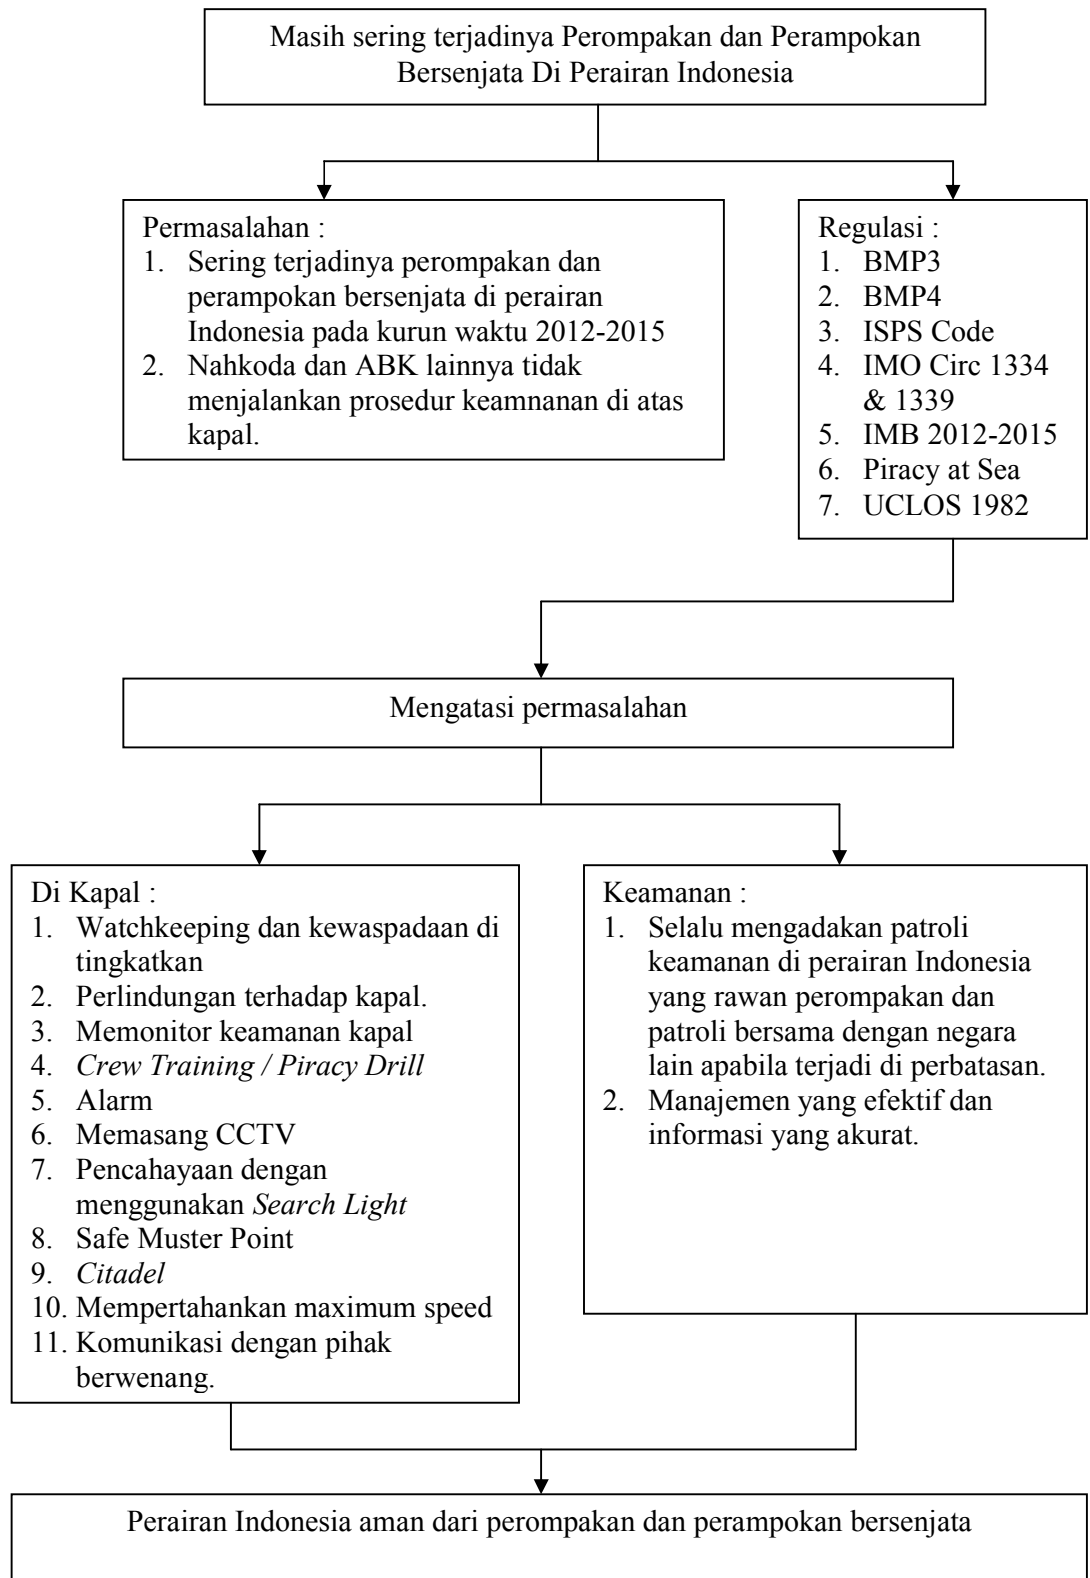 Masih sering terjadinya Perompakan dan Perampokan
Bersenjata Di Perairan Indonesia
Permasalahan :
1. Sering terjadinya perompakan dan
perampokan bersenjata di perairan
Indonesia pada kurun waktu 2012-2015
2. Nahkoda dan ABK lainnya tidak
menjalankan prosedur keamnanan di atas
kapal.
Regulasi :
1. BMP3
2. BMP4
3. ISPS Code
4. IMO Circ 1334
& 1339
5. IMB 2012-2015
6. Piracy at Sea
7. UCLOS 1982
Mengatasi permasalahan
Di Kapal :
1. Watchkeeping dan kewaspadaan di
tingkatkan
2. Perlindungan terhadap kapal.
3. Memonitor keamanan kapal
4. Crew Training / Piracy Drill
5. Alarm
6. Memasang CCTV
7. Pencahayaan dengan
menggunakan Search Light
8. Safe Muster Point
9. Citadel
10. Mempertahankan maximum speed
11. Komunikasi dengan pihak
berwenang.
Keamanan :
1. Selalu mengadakan patroli
keamanan di perairan Indonesia
yang rawan perompakan dan
patroli bersama dengan negara
lain apabila terjadi di perbatasan.
2. Manajemen yang efektif dan
informasi yang akurat.
Perairan Indonesia aman dari perompakan dan perampokan bersenjata